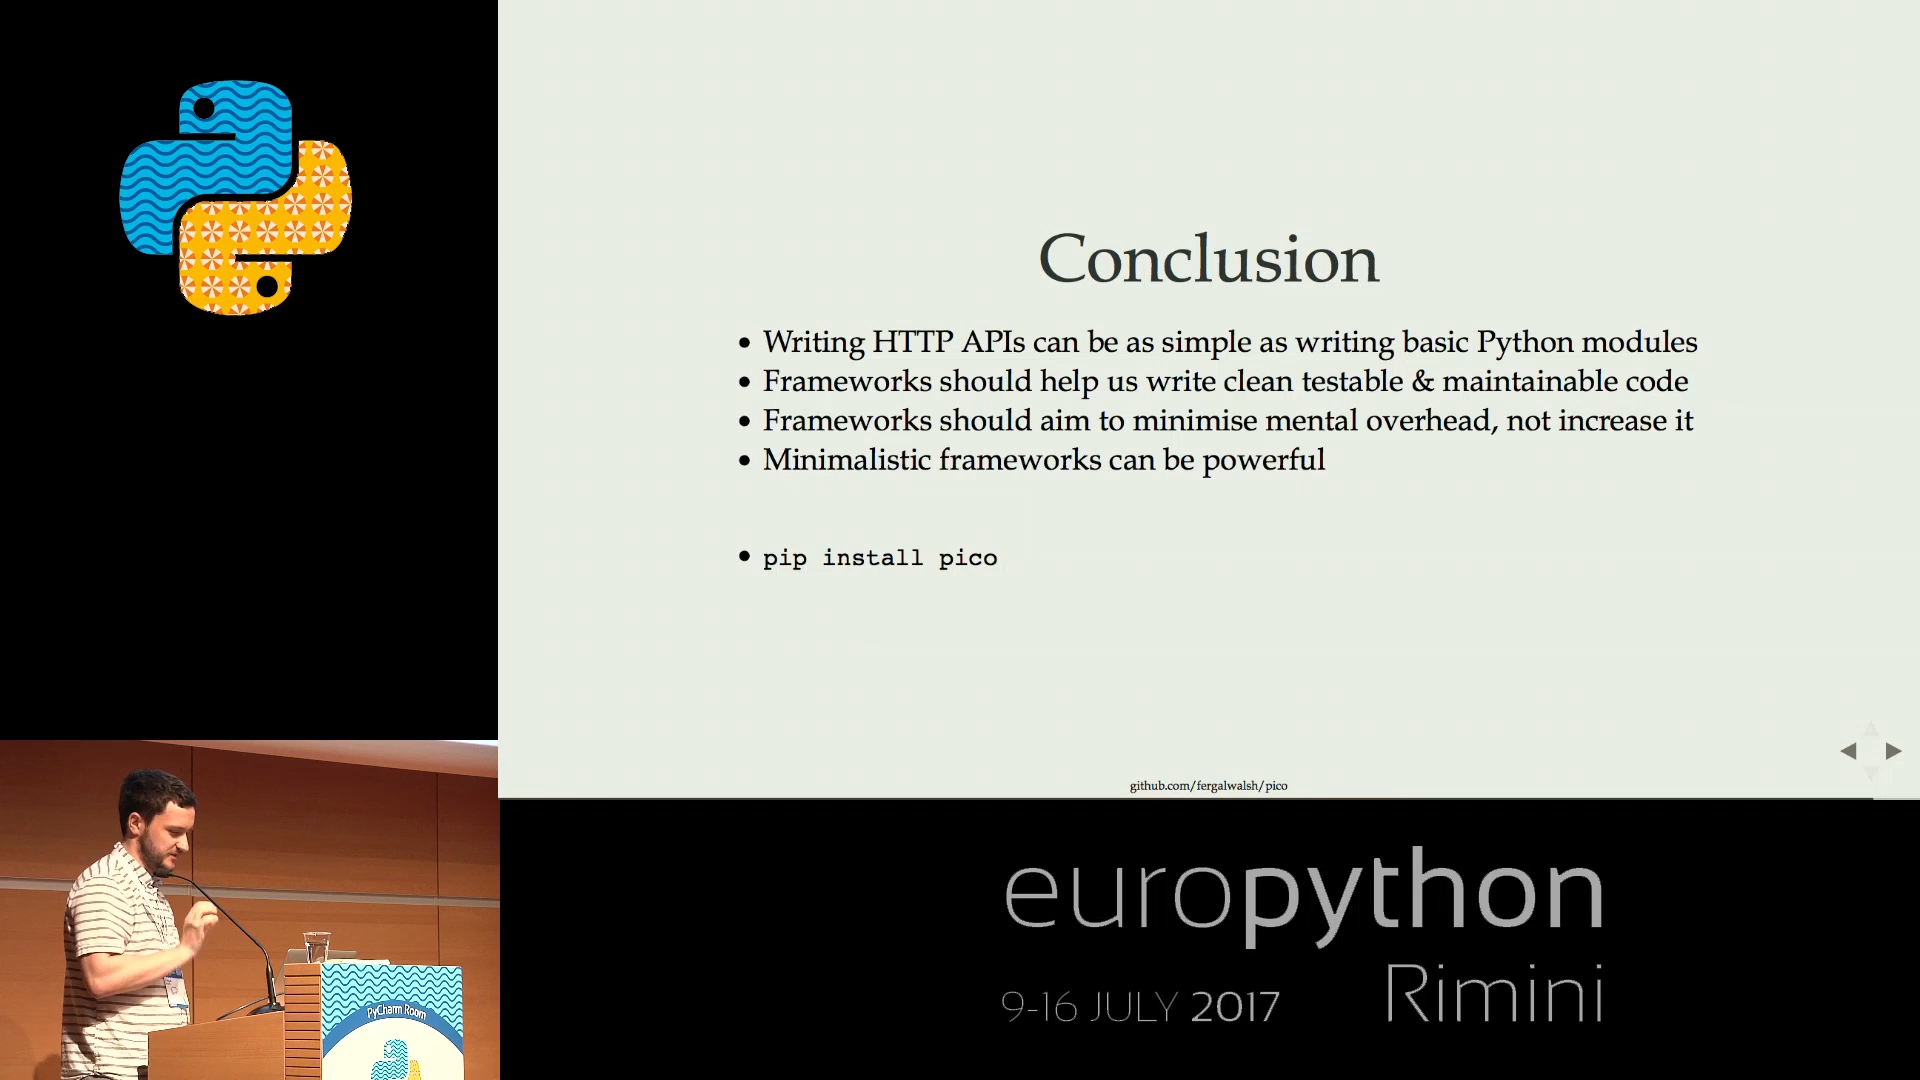 Conclusion
• Writing HTTP APIs can be as simple as writing basic Python modules
• Frameworks should help us write clean testable & maintainable code
• Frameworks should aim to minimise mental overhead, not increase it
• Minimalistic frameworks can be powerful
• pip install pico
github.com/fergalwalsh/pico
PyCharm Room
europython
Rimini
9-16 JULY 2017